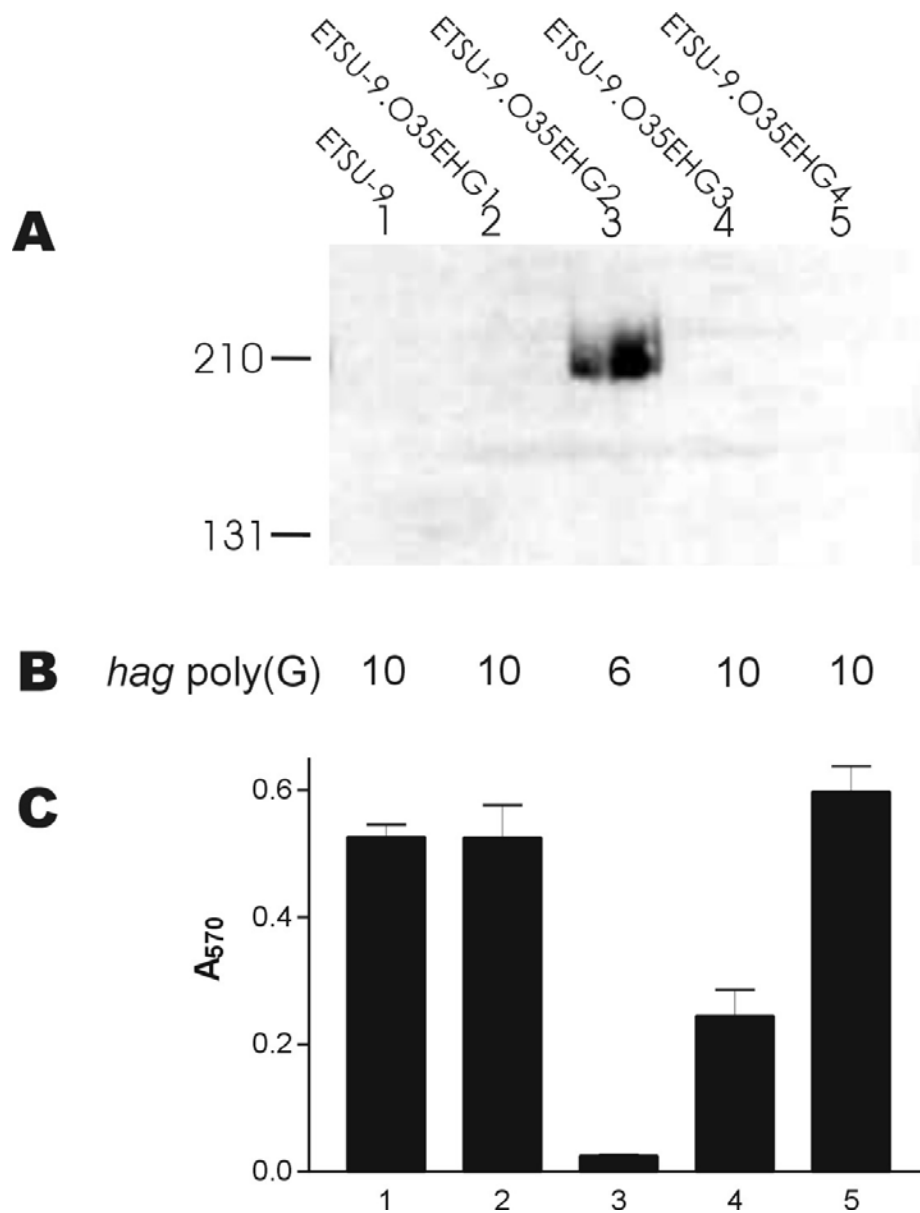 ETSU-9
ETSU-9.O35EHG1
ETSU-9.O35EHG2
ETSU-9.O35EHG3
ETSU-9.O35EHG4
A
1 2 3 4 5
210
131
B hag poly(G) 10 10 6 10 10
C
A570
0.6
0.4
0.2
0.0
1 2 3 4 5